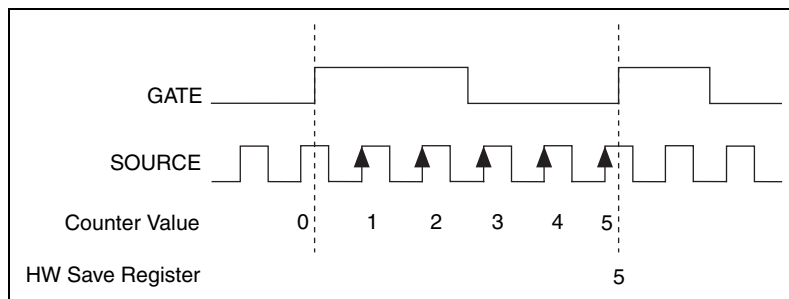 GATE
SOURCE
Counter Value 0 1 2 3 4 5
HW Save Register 5